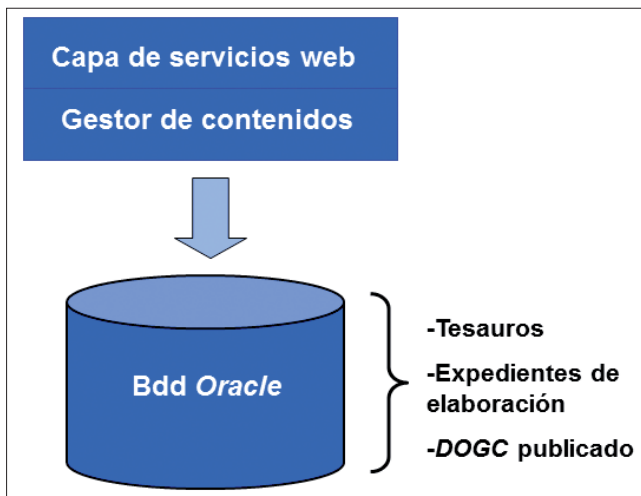 Capa de servicios web
Gestor de contenidos
Bdd Oracle
-Tesauros
-Expedientes de
elaboración
-DOGC publicado